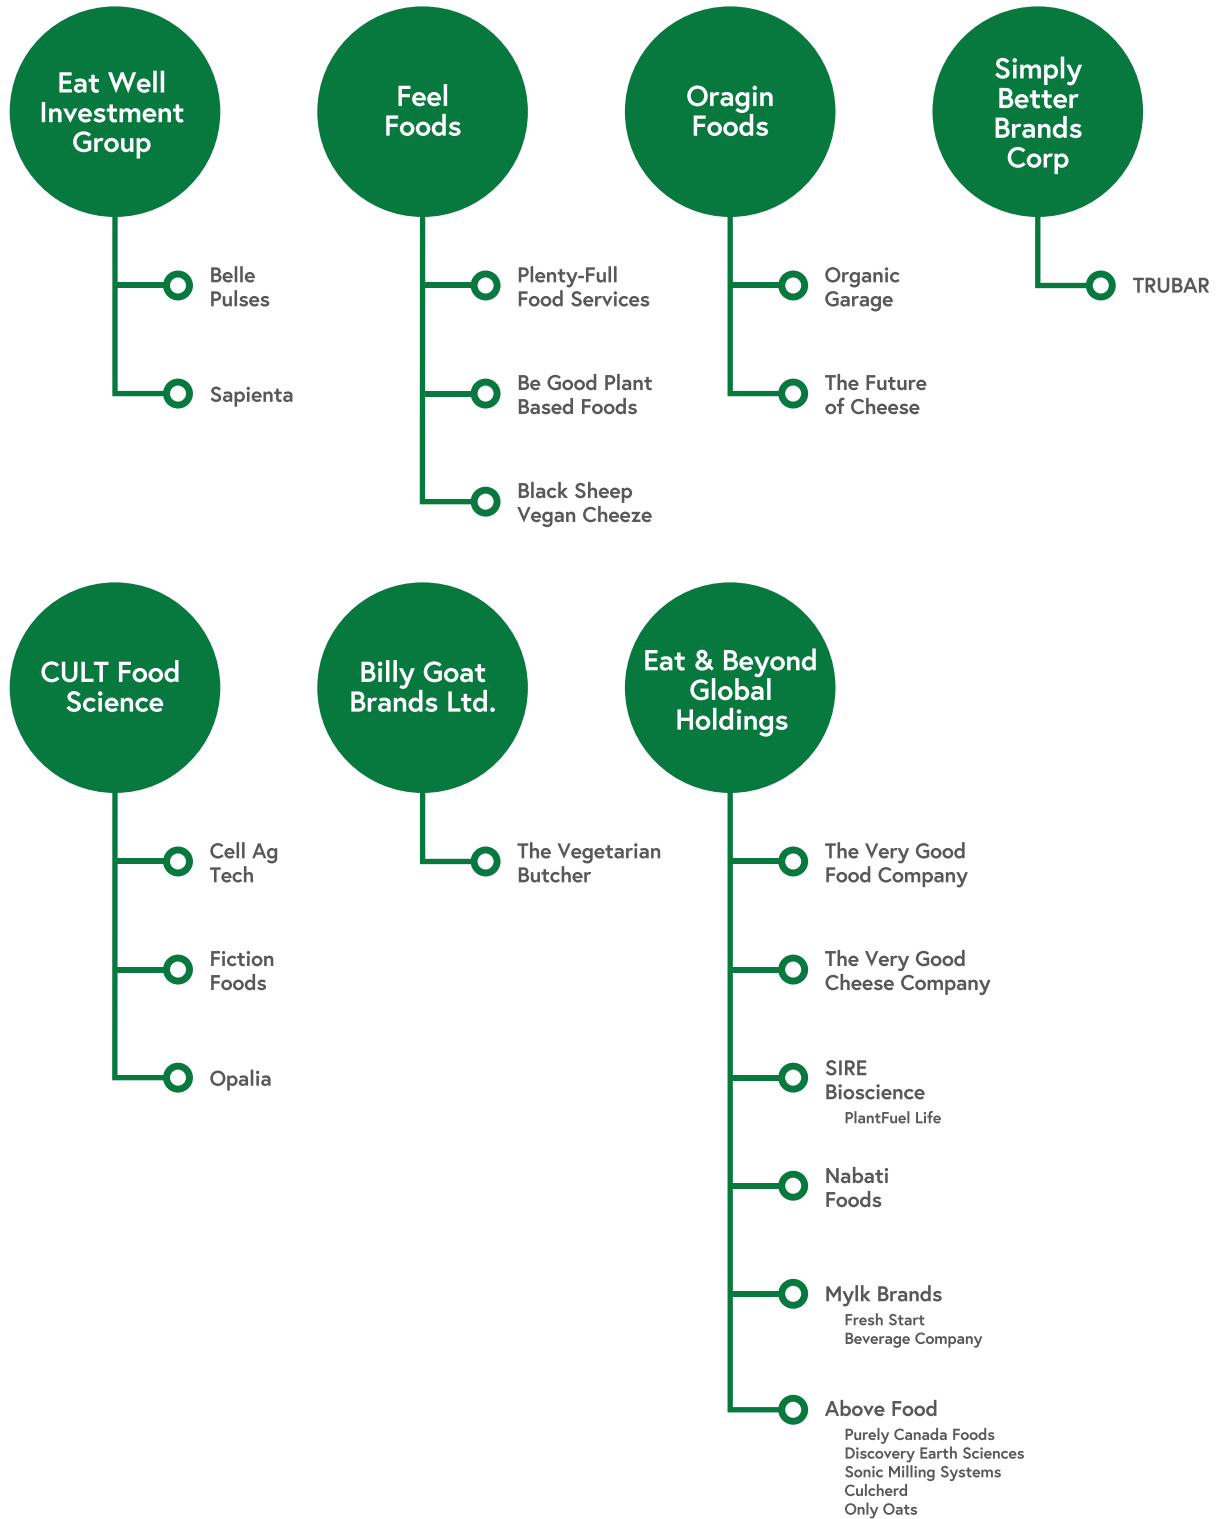 Eat Well
Investment
Group
Belle
Pulses
Sapienta
Feel
Foods
Plenty-Full
Food Services
Be Good Plant
Based Foods
Black Sheep
Vegan Cheeze
Oragin
Foods
Organic
Garage
The Future
of Cheese
Simply
Better
Brands
Corp
TRUBAR
CULT Food
Science
Cell Ag
Tech
Fiction
Foods
Opalia
Billy Goat
Brands Ltd.
The Vegetarian
Butcher
Eat & Beyond
Global
Holdings
The Very Good
Food Company
The Very Good
Cheese Company
SIRE
Bioscience
PlantFuel Life
Nabati
Foods
Mylk Brands
Fresh Start
Beverage Company
Above Food
Purely Canada Foods
Discovery Earth Sciences
Sonic Milling Systems
Culcherd
Only Oats